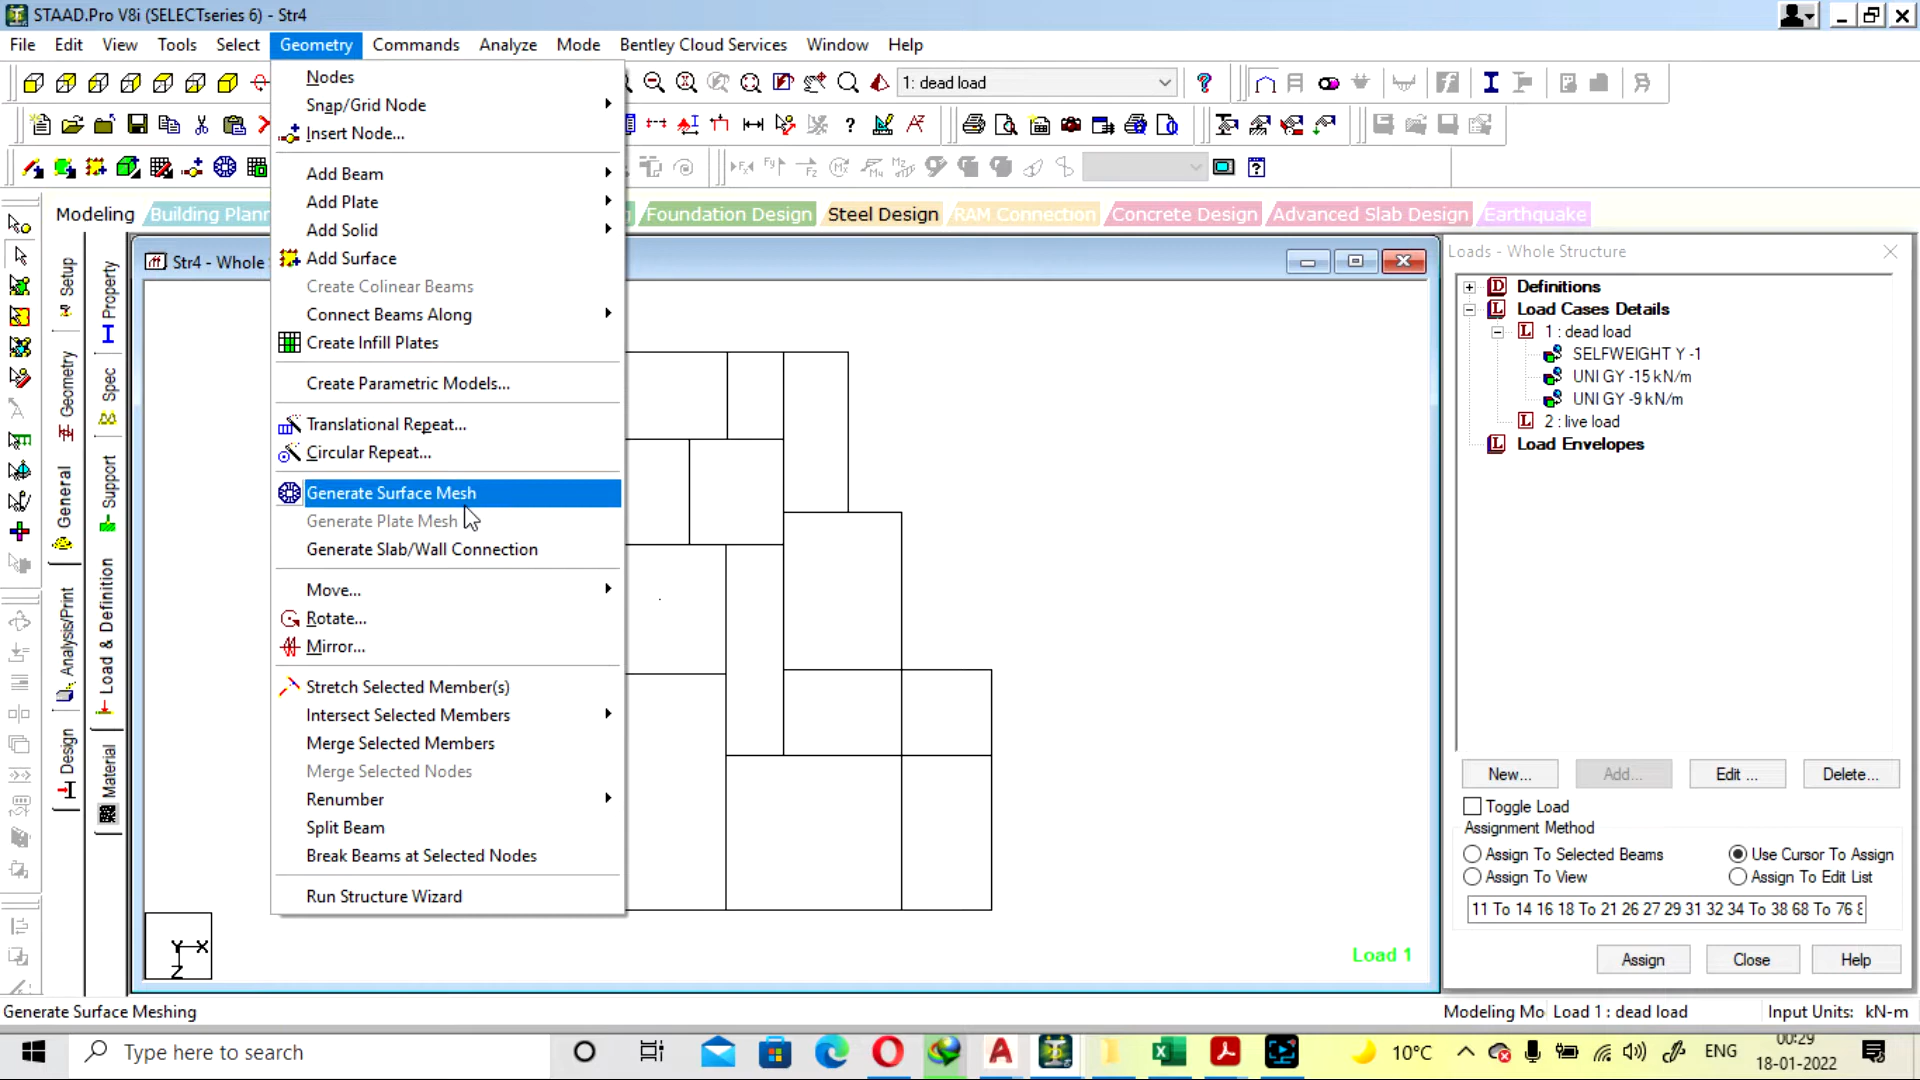 STAAD.Pro V8i (SELECTseries 6) - Str4
File Edit View Tools Select Geometry Commands Analyze Mode Bentley Cloud Services Window Help
1: dead load
Modeling Building Plann Foundation Design Steel Design RAM Connection Concrete Design Advanced Slab Design Earthquake
Nodes
Snap/Grid Node
Insert Node...
Add Beam
Add Plate
Add Solid
Add Surface
Create Colinear Beams
Connect Beams Along
Create Infill Plates
Create Parametric Models...
Translational Repeat...
Circular Repeat...
Generate Surface Mesh
Generate Plate Mesh
Generate Slab/Wall Connection
Move...
Rotate...
Mirror...
Stretch Selected Member(s)
Intersect Selected Members
Merge Selected Members
Merge Selected Nodes
Renumber
Split Beam
Break Beams at Selected Nodes
Run Structure Wizard
Setup
Geometry
General
Analysis/Print
Design
Property
Spec
Support
Load & Definition
Material
Str4 - Whole
Y X
Z
Load 1
Loads - Whole Structure
Definitions
Load Cases Details
1 : dead load
SELFWEIGHT Y -1
UNI GY -15 kN/m
UNI GY -9 kN/m
2 : live load
Load Envelopes
New... Add... Edit ... Delete...
Toggle Load
Assignment Method
Assign To Selected Beams Use Cursor To Assign
Assign To View Assign To Edit List
11 To 14 16 18 To 21 26 27 29 31 32 34 To 38 68 To 76
Assign Close Help
Generate Surface Meshing
Modeling Mo Load 1 : dead load Input Units: kN-m
Type here to search
10°C
ENG
00:29
18-01-2022